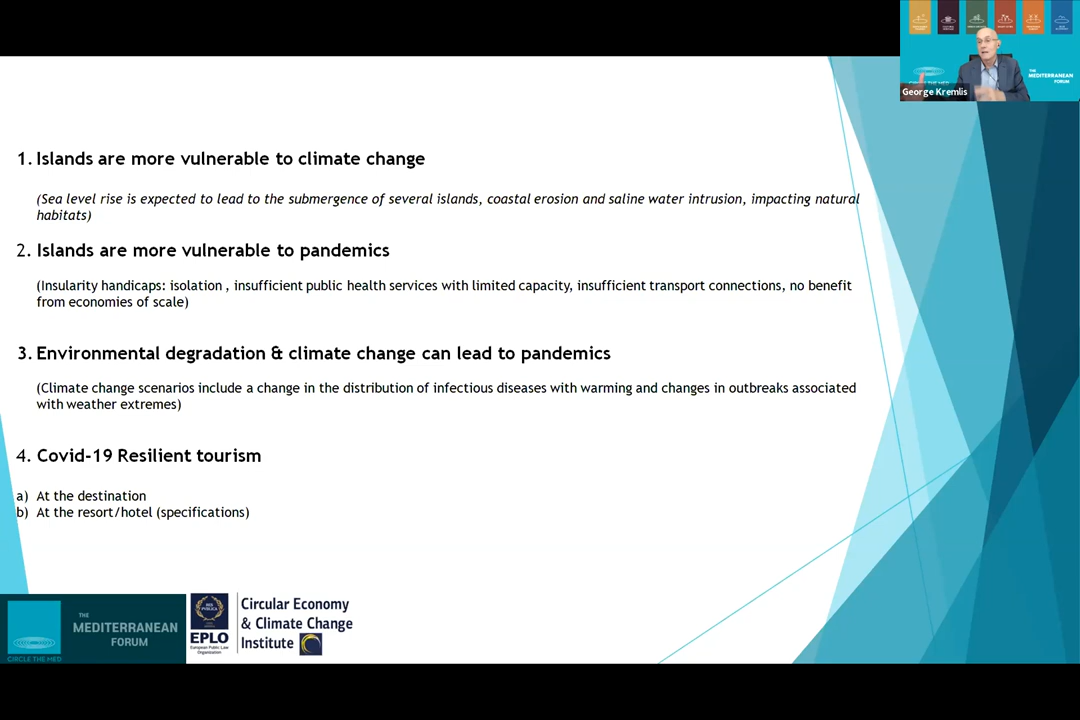 George Kremlis
THE
MEDITERRANEAN
FORUM
1. Islands are more vulnerable to climate change
(Sea level rise is expected to lead to the submergence of several islands, coastal erosion and saline water intrusion, impacting natural
habitats)
2. Islands are more vulnerable to pandemics
(Insularity handicaps: isolation , insufficient public health services with limited capacity, insufficient transport connections, no benefit
from economies of scale)
3. Environmental degradation & climate change can lead to pandemics
(Climate change scenarios include a change in the distribution of infectious diseases with warming and changes in outbreaks associated
with weather extremes)
4. Covid-19 Resilient tourism
a) At the destination
b) At the resort/hotel (specifications)
CIRCLE THE MED
THE
MEDITERRANEAN
FORUM
EPLO
European Public Law
Organization
Circular Economy
& Climate Change
Institute